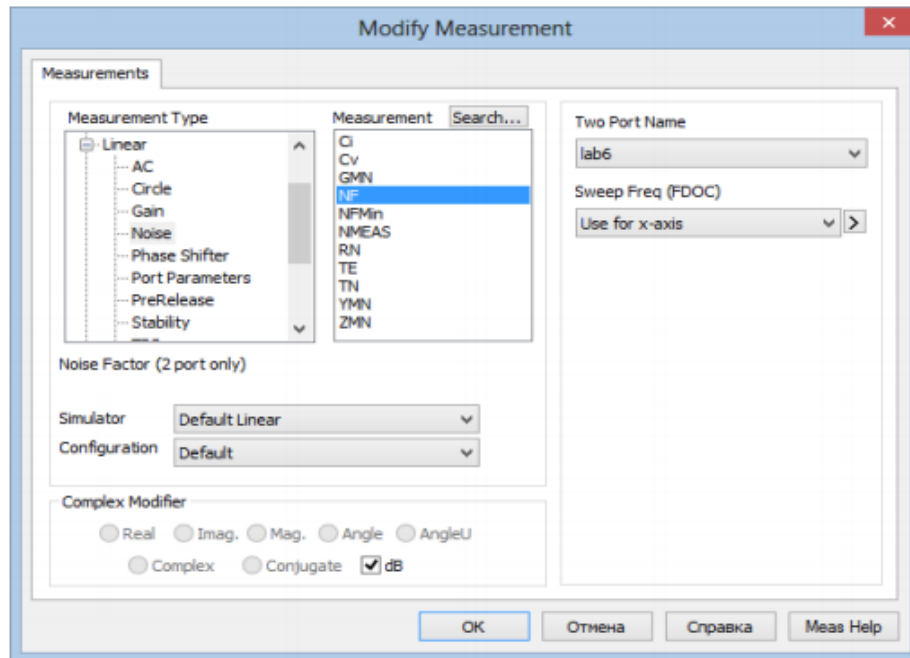 Modify Measurement
Measurements
Measurement Type
Linear
AC
Circle
Gain
Noise
Phase Shifter
Port Parameters
PreRelease
Stability
Measurement Search...
Ci
Cv
GMN
NF
NFMin
NMEAS
RN
TE
TN
YMN
ZMN
Two Port Name
lab6
Sweep Freq (FDOC)
Use for x-axis >
Noise Factor (2 port only)
Simulator Default Linear
Configuration Default
Complex Modifier
Real Imag. Mag. Angle AngleU
Complex Conjugate dB
OK Отмена Справка Meas Help